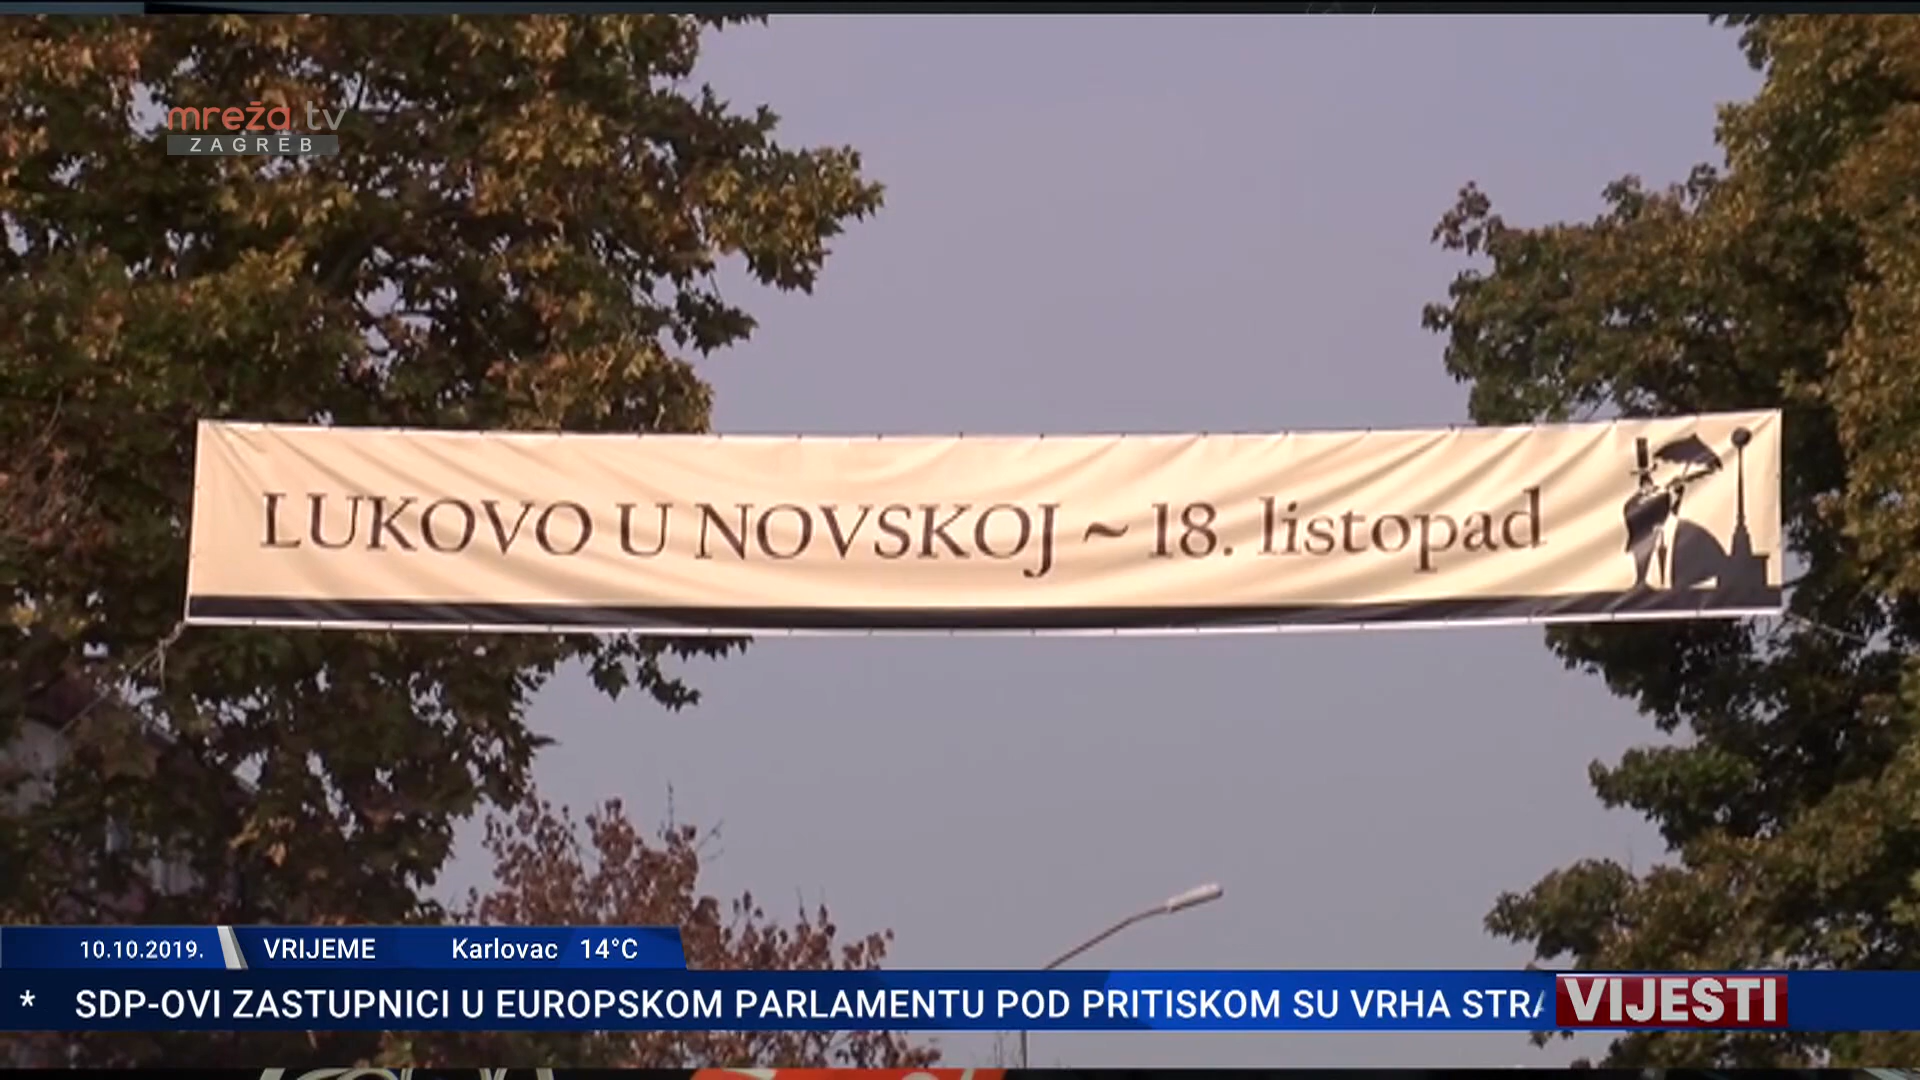 mreža tv
ZAGREB
LUKOVO U NOVSKOJ ~ 18. listopad
10.10.2019. VRIJEME Karlovac 14°C
* SDP-OVI ZASTUPNICI U EUROPSKOM PARLAMENTU POD PRITISKOM SU VRHA STRA
VIJESTI